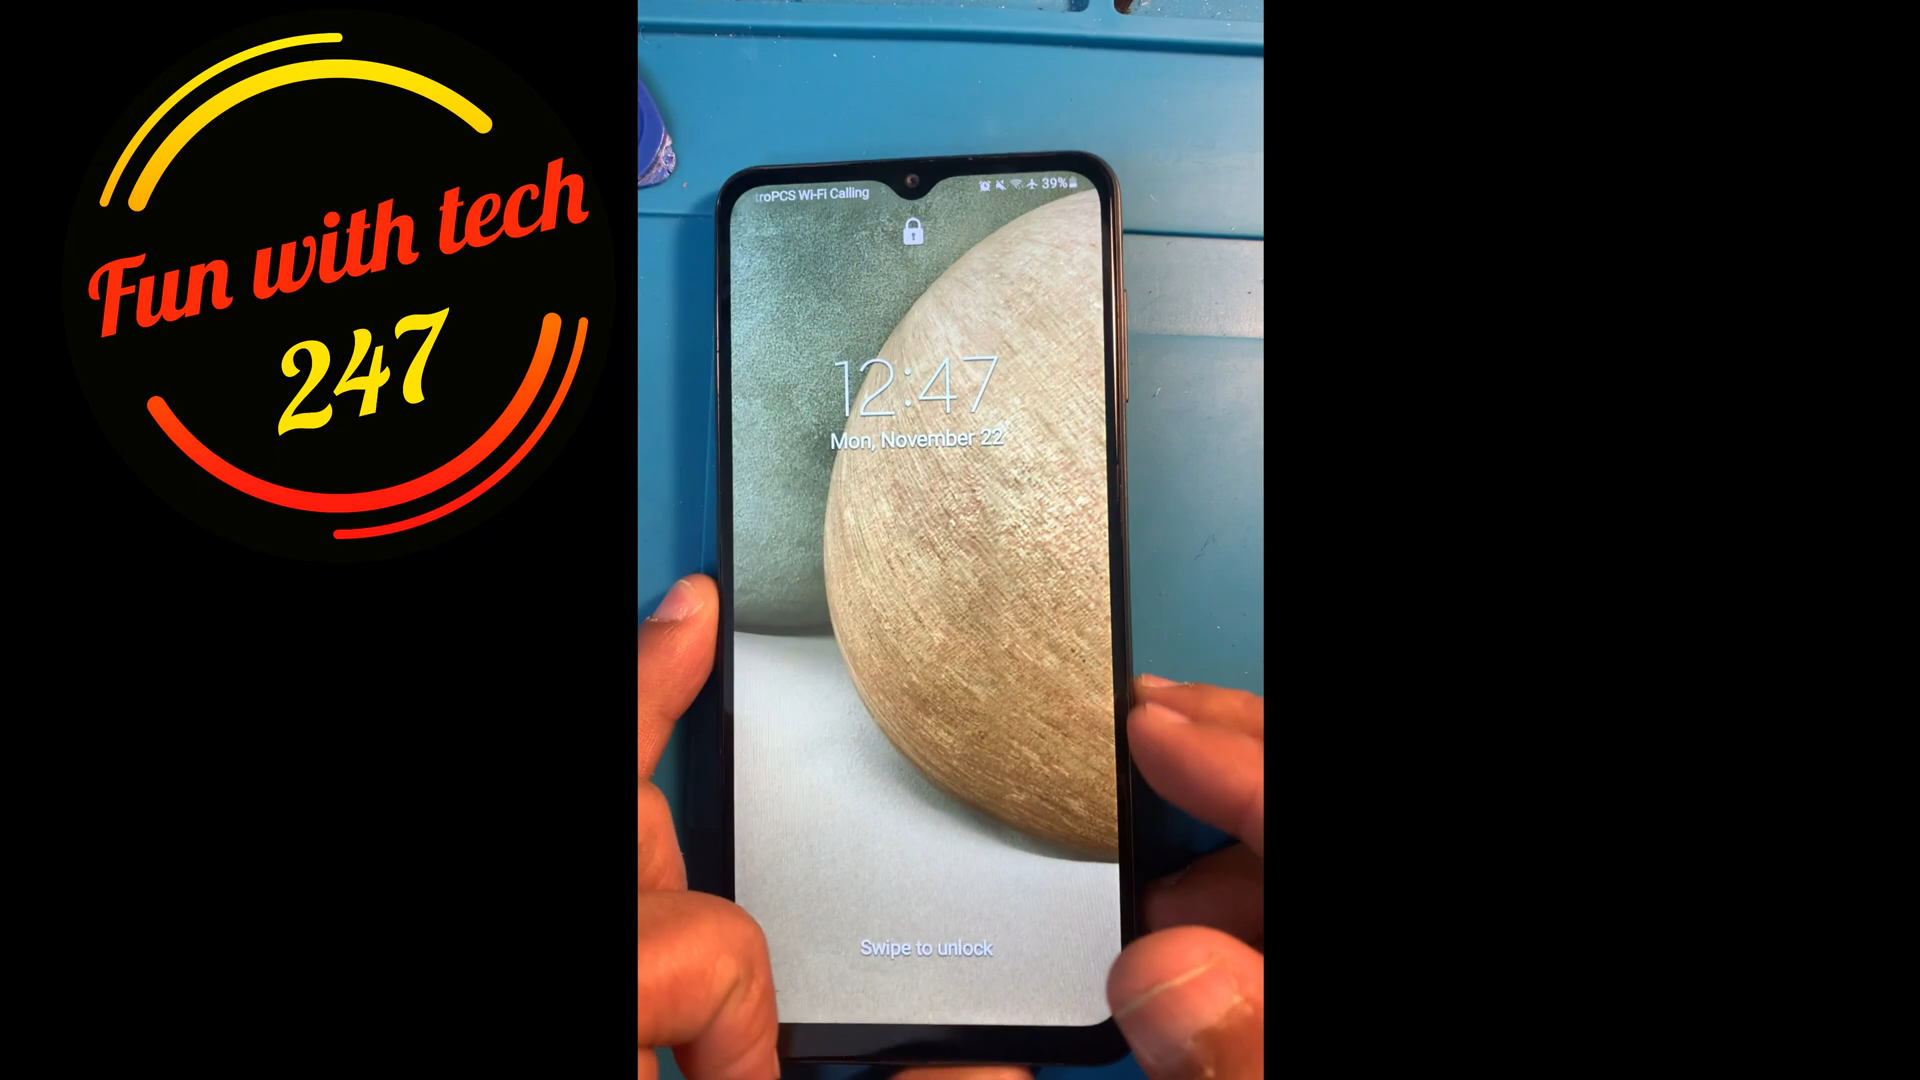 Fun with tech
247
roPCS Wi-Fi Calling
39%
12:47
Mon, November 22
Swipe to unlock